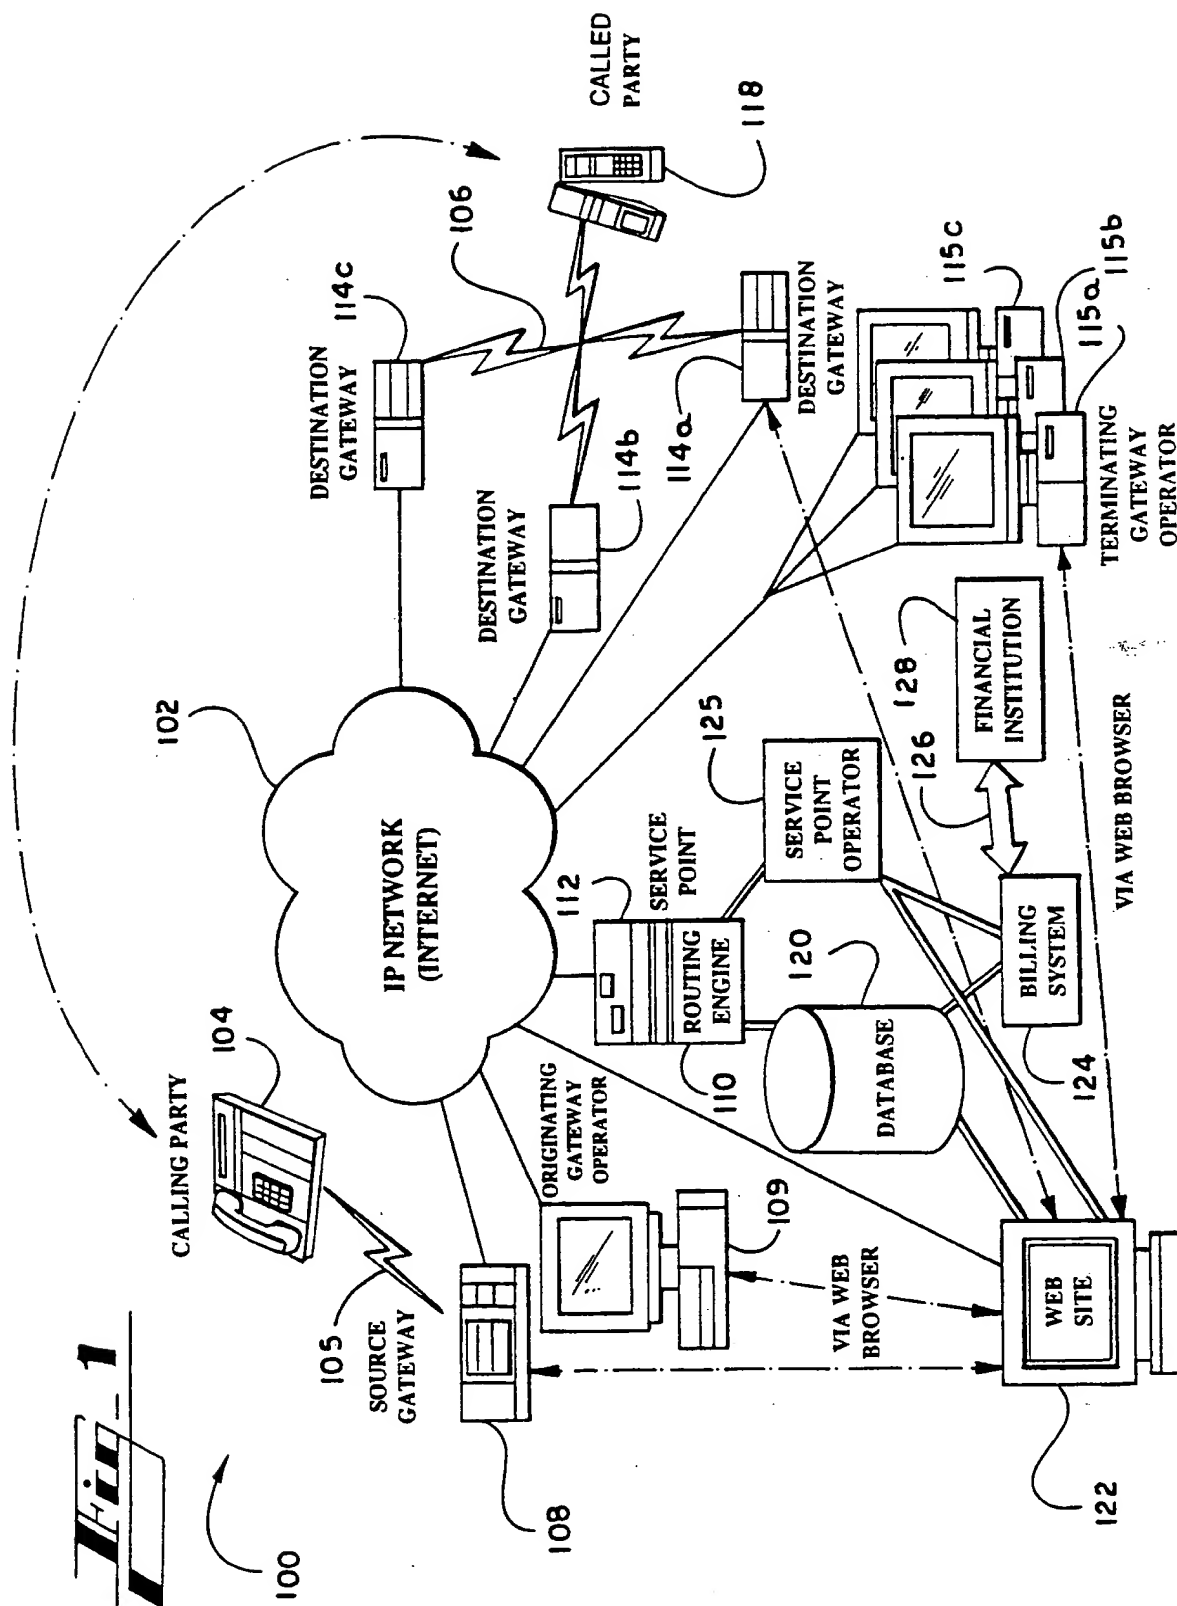 Fig 1
100
CALLING PARTY
104
105
SOURCE
GATEWAY
108
102
IP NETWORK
(INTERNET)
DESTINATION
GATEWAY
114c
106
CALLED
PARTY
118
DESTINATION
GATEWAY
114b
114a
DESTINATION
GATEWAY
ORIGINATING
GATEWAY
OPERATOR
109
112
SERVICE
POINT
ROUTING
ENGINE
110
125
SERVICE
POINT
OPERATOR
120
DATABASE
115c
115a
115b
TERMINATING
GATEWAY
OPERATOR
128
FINANCIAL
INSTITUTION
126
BILLING
SYSTEM
124
VIA WEB
BROWSER
VIA WEB BROWSER
WEB
SITE
122